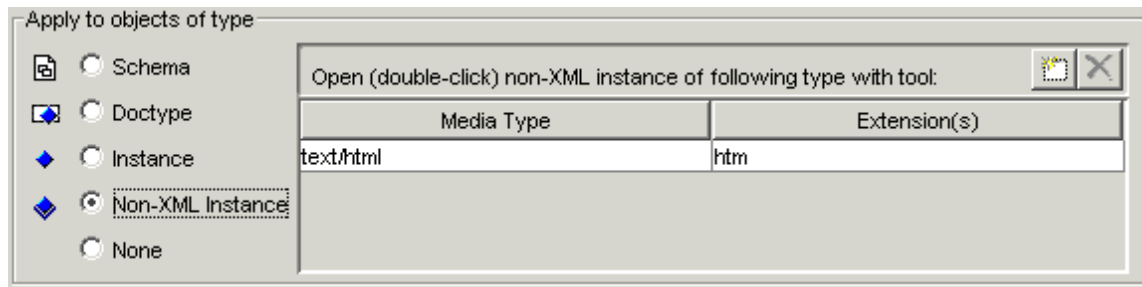 Apply to objects of type
Schema
Doctype
Instance
Non-XML Instance
None
Open (double-click) non-XML instance of following type with tool:
Media Type Extension(s)
text/html htm